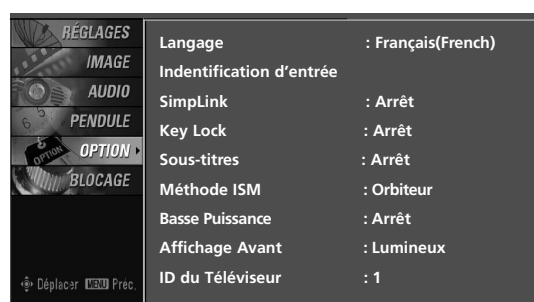 RÉGLAGES
IMAGE
AUDIO
PENDULE
OPTION
BLOCAGE
Déplacer MENU Préc.
Langage : Français(French)
Indentification d'entrée
SimpLink : Arrêt
Key Lock : Arrêt
Sous-titres : Arrêt
Méthode ISM : Orbiteur
Basse Puissance : Arrêt
Affichage Avant : Lumineux
ID du Téléviseur : 1